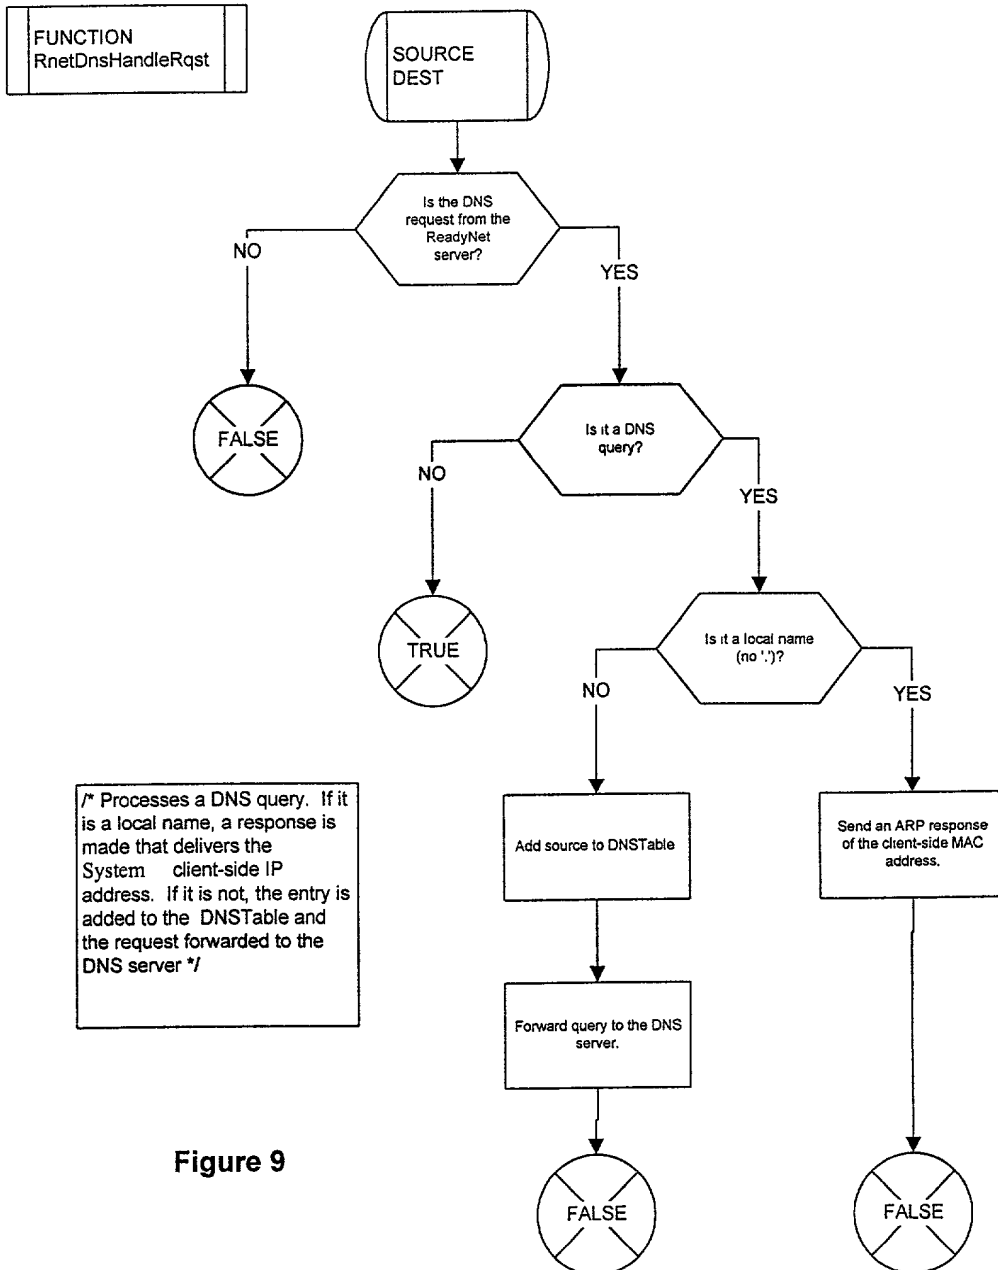 FUNCTION
RnetDnsHandleRqst
SOURCE
DEST
Is the DNS
request from the
ReadyNet
server?
NO
YES
FALSE
Is it a DNS
query?
NO
YES
TRUE
Is it a local name
(no '.')?
NO
YES
/* Processes a DNS query. If it
is a local name, a response is
made that delivers the
System client-side IP
address. If it is not, the entry is
added to the DNSTable and
the request forwarded to the
DNS server */
Add source to DNSTable
Send an ARP response
of the client-side MAC
address.
Forward query to the DNS
server.
Figure 9
FALSE
FALSE